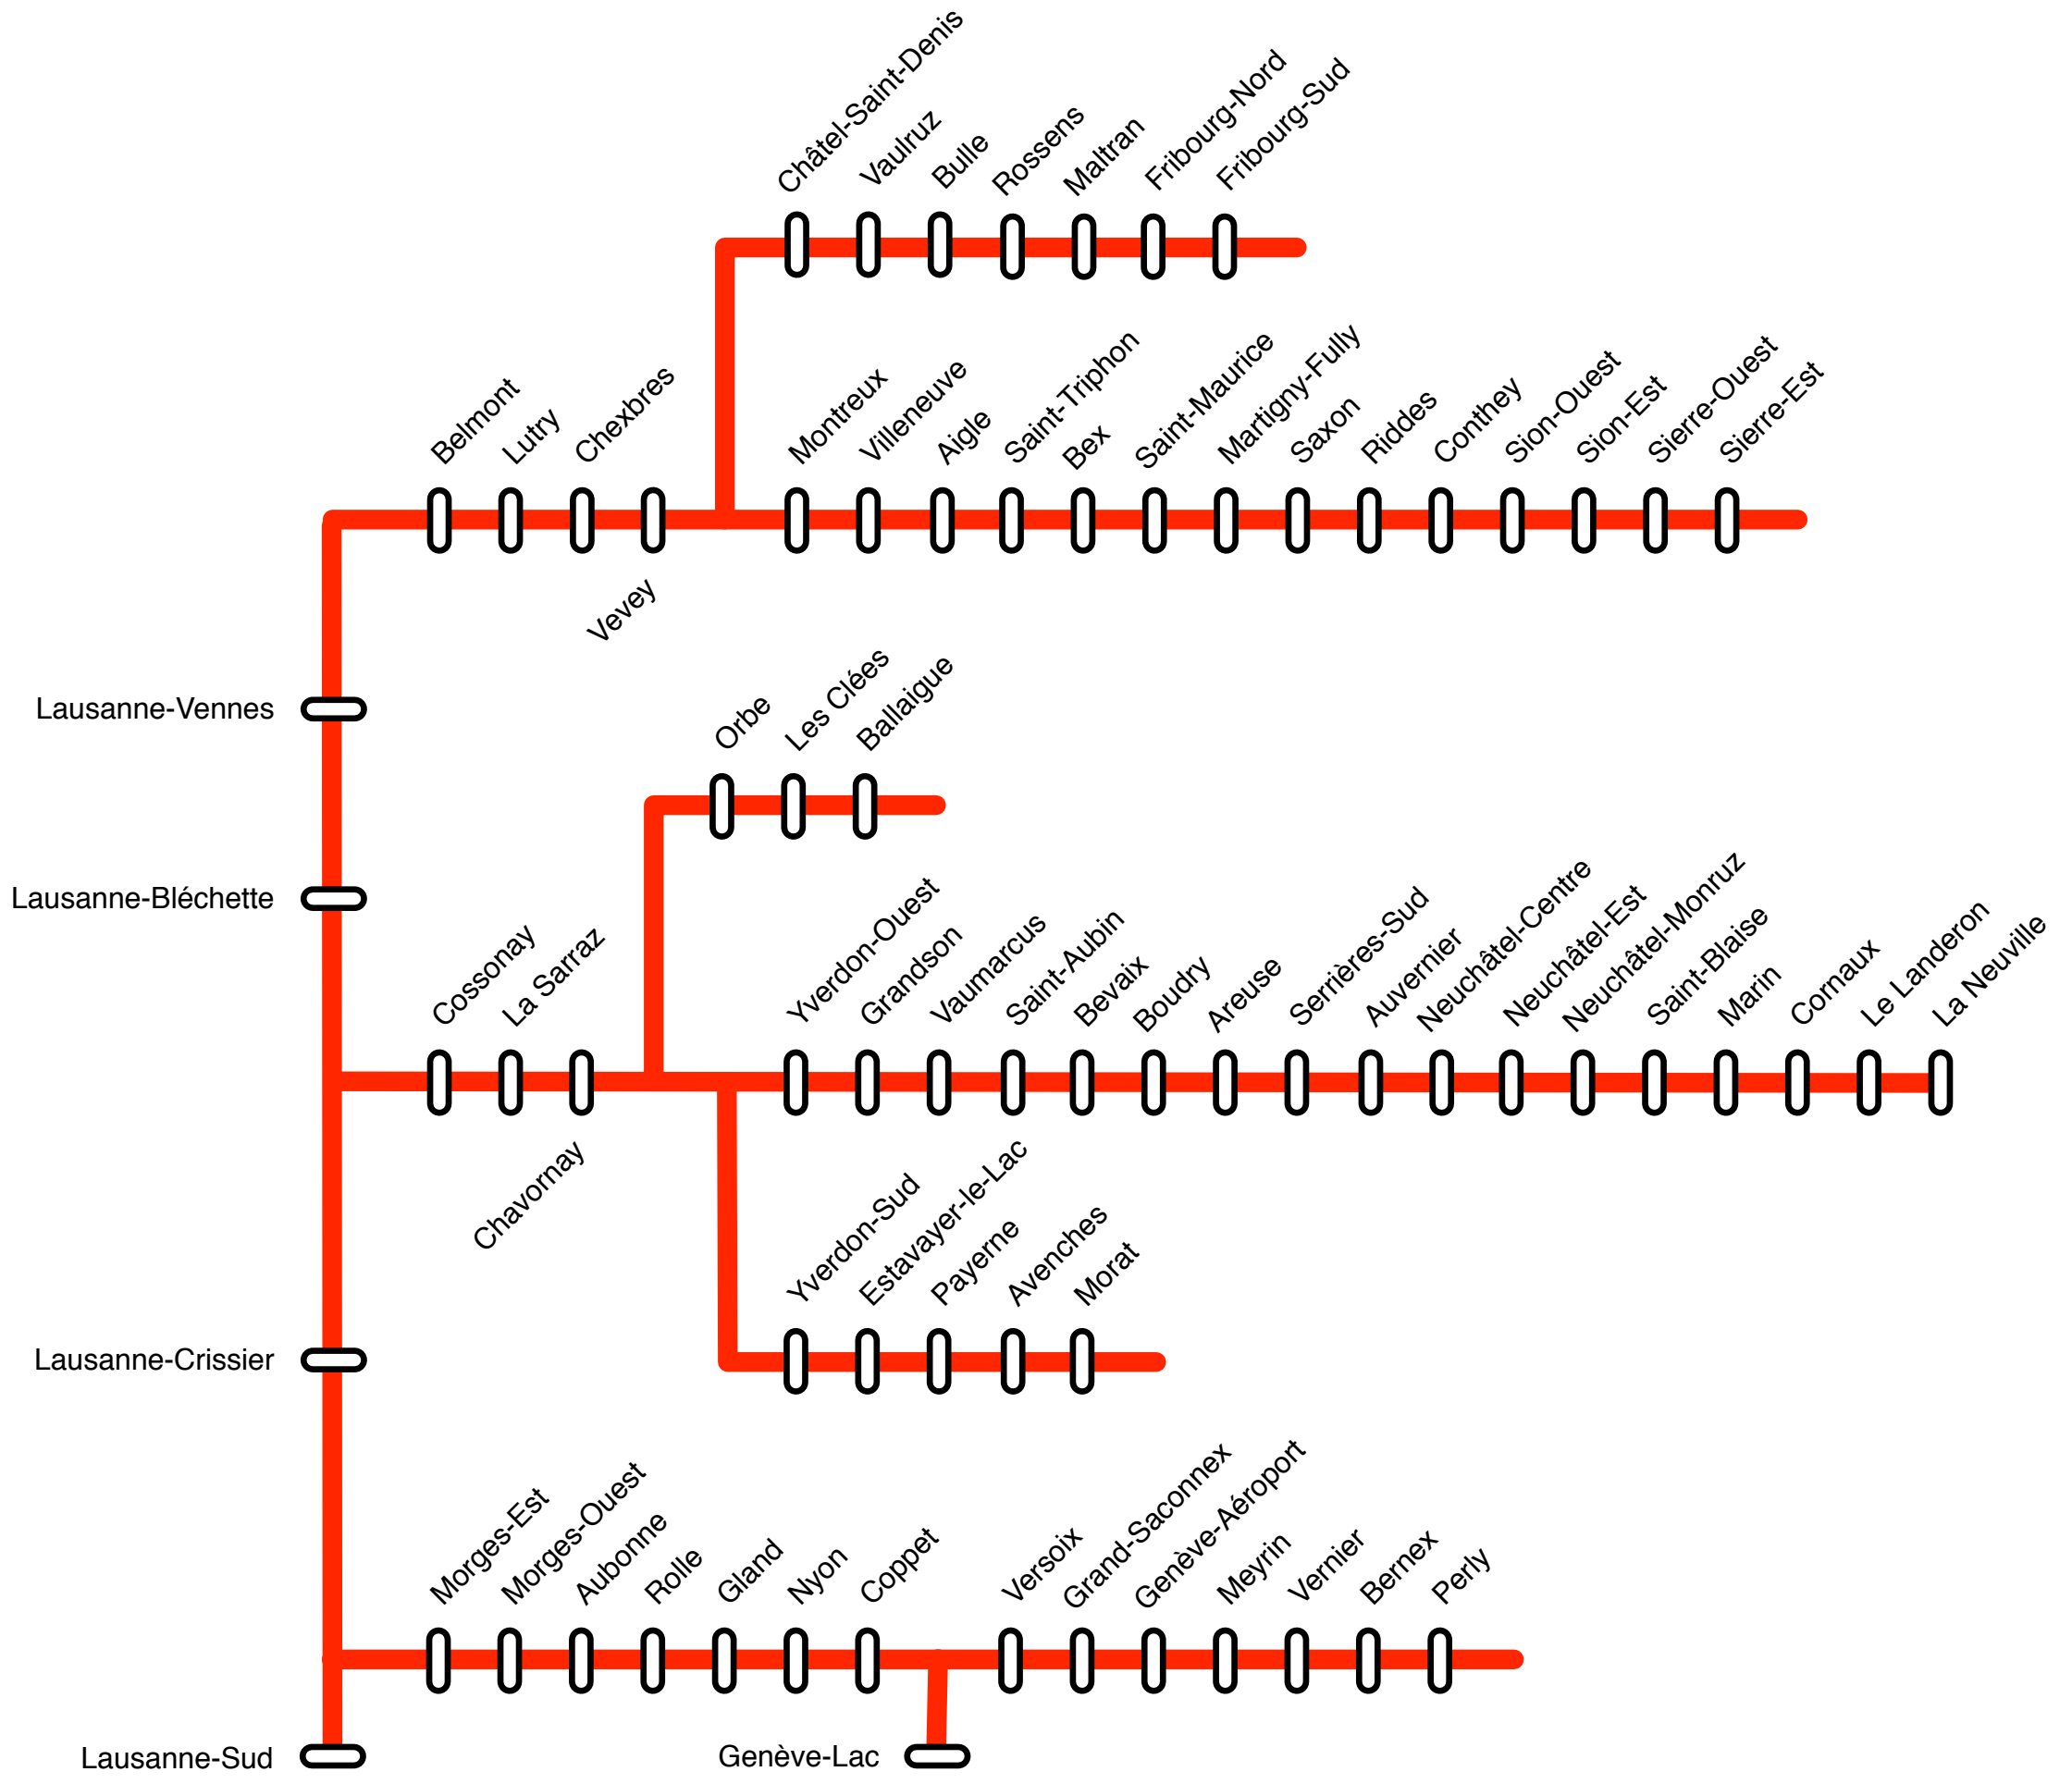 Châtel-Saint-Denis
Vaulruz
Bulle
Rossens
Maltran
Fribourg-Nord
Fribourg-Sud
Belmont
Lutry
Chexbres
Vevey
Montreux
Villeneuve
Aigle
Saint-Triphon
Bex
Saint-Maurice
Martigny-Fully
Saxon
Riddes
Conthey
Sion-Ouest
Sion-Est
Sierre-Ouest
Sierre-Est
Lausanne-Vennes
Orbe
Les Clées
Ballaigue
Lausanne-Bléchette
Cossonay
La Sarraz
Chavornay
Yverdon-Ouest
Grandson
Vaumarcus
Saint-Aubin
Bevaix
Boudry
Areuse
Serrières-Sud
Auvernier
Neuchâtel-Centre
Neuchâtel-Est
Neuchâtel-Monruz
Saint-Blaise
Marin
Cornaux
Le Landeron
La Neuville
Yverdon-Sud
Estavayer-le-Lac
Payerne
Avenches
Morat
Lausanne-Crissier
Morges-Est
Morges-Ouest
Aubonne
Rolle
Gland
Nyon
Coppet
Versoix
Grand-Saconnex
Genève-Aéroport
Meyrin
Vernier
Bernex
Perly
Lausanne-Sud
Genève-Lac